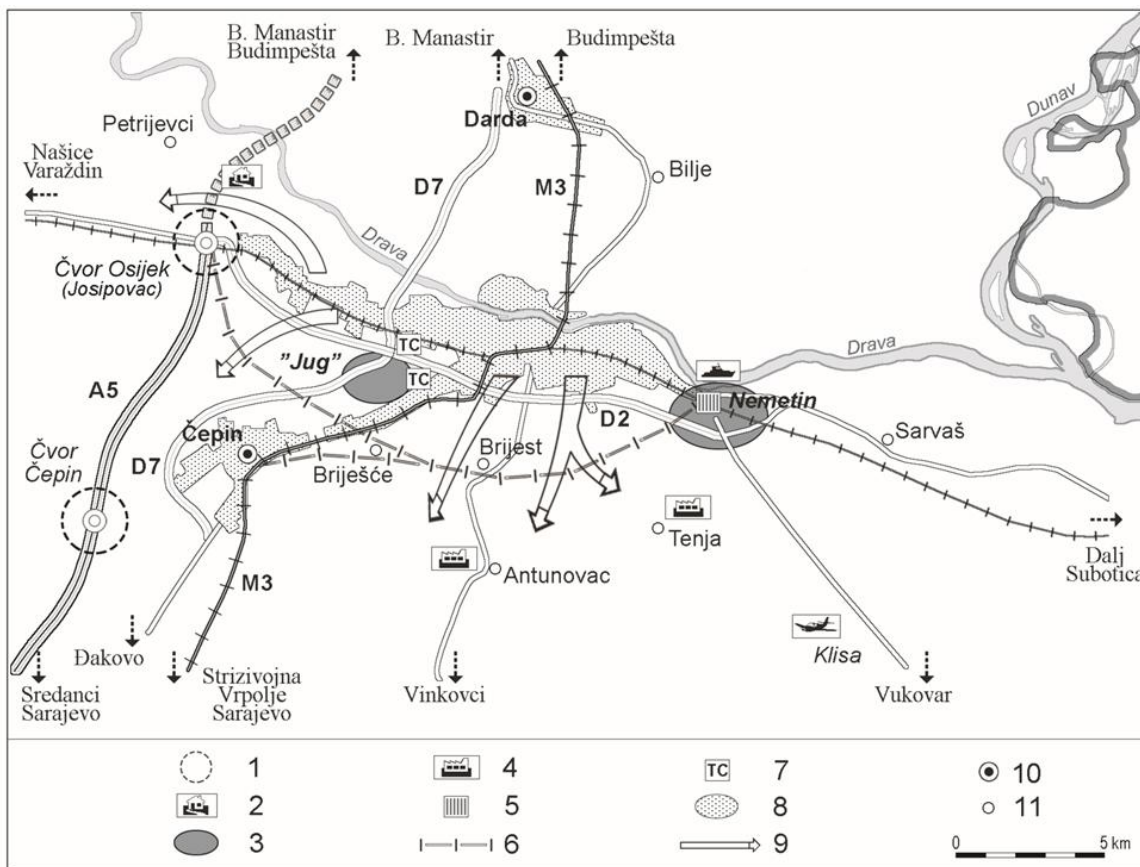 B. Manastir
Budimpešta
B. Manastir
Budimpešta
Dunav
Petrijevci
Darda
Našice
Varaždin
D7
M3
Bilje
Drava
Čvor Osijek
(Josipovac)
TC
Drava
"Jug"
TC
A5
Nemetin
D2
Čepin
Čvor
Čepin
D7
Briješće
Brijest
Sarvaš
Tenja
Dalj
Subotica
Antunovac
M3
Klisa
Đakovo
Sredanci
Sarajevo
Strizivojna
Vrpolje
Sarajevo
Vinkovci
Vukovar
1
4
TC 7
10
2
5
8
11
3
6
9
0 5 km